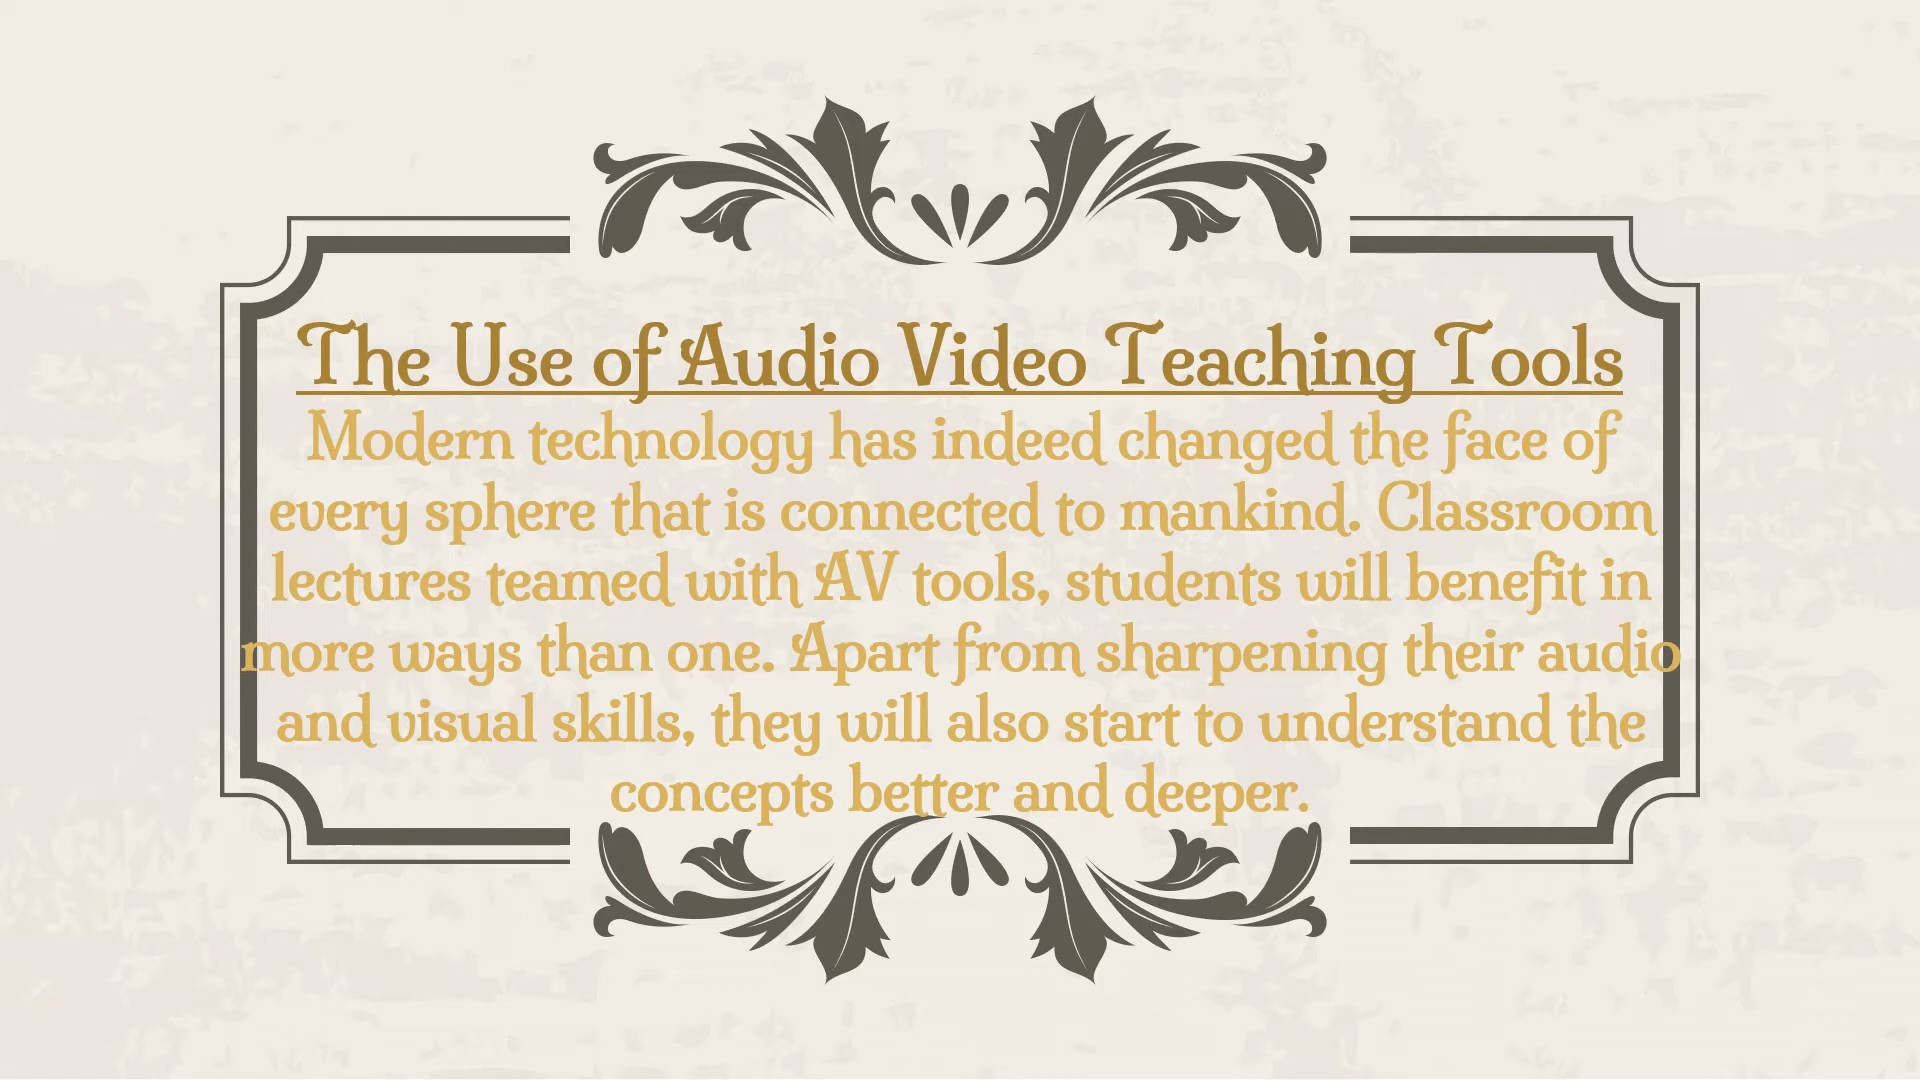 The Use of Audio Video Teaching Tools
Modern technology has indeed changed the face of
every sphere that is connected to mankind. Classroom
lectures teamed with AV tools, students will benefit in
more ways than one. Apart from sharpening their audio
and visual skills, they will also start to understand the
concepts better and deeper.